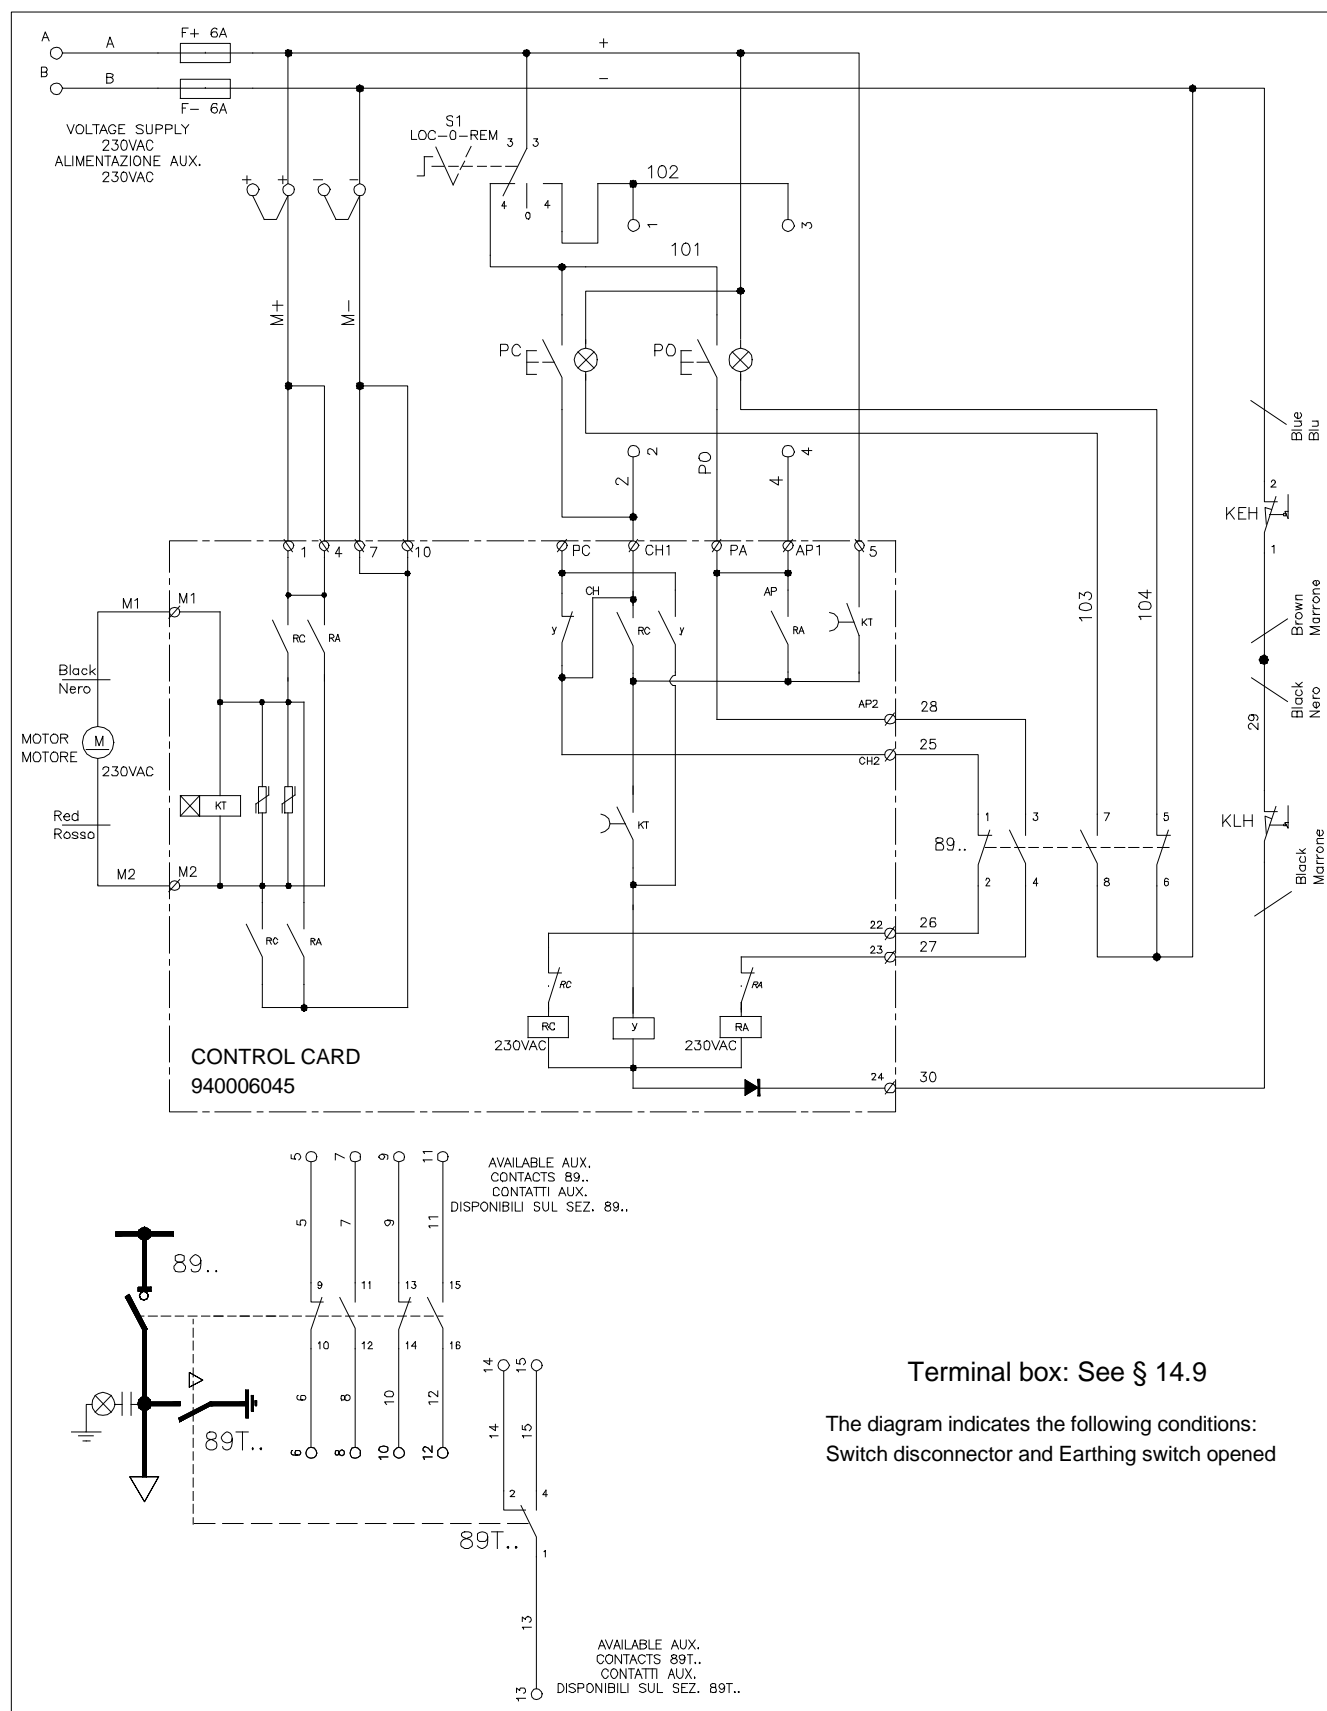 A
A
F+ 6A
+
B
B
F- 6A
-
VOLTAGE SUPPLY
230VAC
ALIMENTAZIONE AUX.
230VAC
S1
LOC-0-REM
3
3
4
0
4
102
1
3
101
+
+
-
-
M+
M-
PC
PO
Blue
Blu
2
2
PO
4
4
2
KEH
1
1
4
7
10
PC
CH1
PA
AP1
5
M1
M1
CH
AP
RC
RA
y
RC
y
RA
KT
103
104
Brown
Marrone
Black
Nero
AP2
28
29
Black
Nero
MOTOR
MOTORE
M
230VAC
CH2
25
KT
Red
Rosso
KT
89..
1
3
7
5
2
4
8
6
KLH
Black
Marrone
M2
M2
22
26
RC
RA
23
27
RC
RA
RC
230VAC
y
RA
230VAC
CONTROL CARD
940006045
24
30
5
7
9
11
AVAILABLE AUX.
CONTACTS 89..
CONTATTI AUX.
DISPONIBILI SUL SEZ. 89..
5
7
9
11
89..
9
11
13
15
10
12
14
16
6
8
10
12
6
8
10
12
89T..
14
15
14
15
2
4
89T..
1
13
13
Terminal box: See § 14.9
The diagram indicates the following conditions:
Switch disconnector and Earthing switch opened
AVAILABLE AUX.
CONTACTS 89T..
CONTATTI AUX.
DISPONIBILI SUL SEZ. 89T..